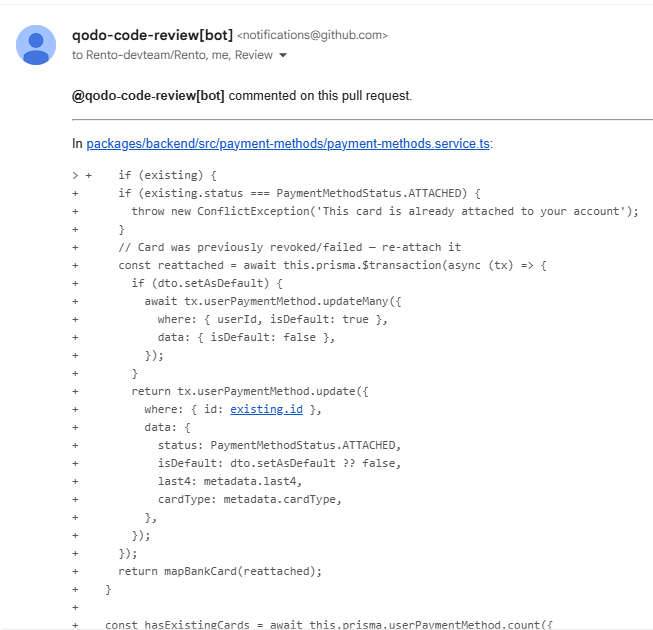 qodo-code-review[bot] <notifications@github.com>
to Rento-devteam/Rento, me, Review
@qodo-code-review[bot] commented on this pull request.
In packages/backend/src/payment-methods/payment-methods.service.ts:
> +    if (existing) {
+      if (existing.status === PaymentMethodStatus.ATTACHED) {
+        throw new ConflictException('This card is already attached to your account');
+      }
+      // Card was previously revoked/failed — re-attach it
+      const reattached = await this.prisma.$transaction(async (tx) => {
+        if (dto.setAsDefault) {
+          await tx.userPaymentMethod.updateMany({
+            where: { userId, isDefault: true },
+            data: { isDefault: false },
+          });
+        }
+        return tx.userPaymentMethod.update({
+          where: { id: existing.id },
+          data: {
+            status: PaymentMethodStatus.ATTACHED,
+            isDefault: dto.setAsDefault ?? false,
+            last4: metadata.last4,
+            cardType: metadata.cardType,
+          },
+        });
+      });
+      return mapBankCard(reattached);
+    }
+
+    const hasExistingCards = await this.prisma.userPaymentMethod.count({